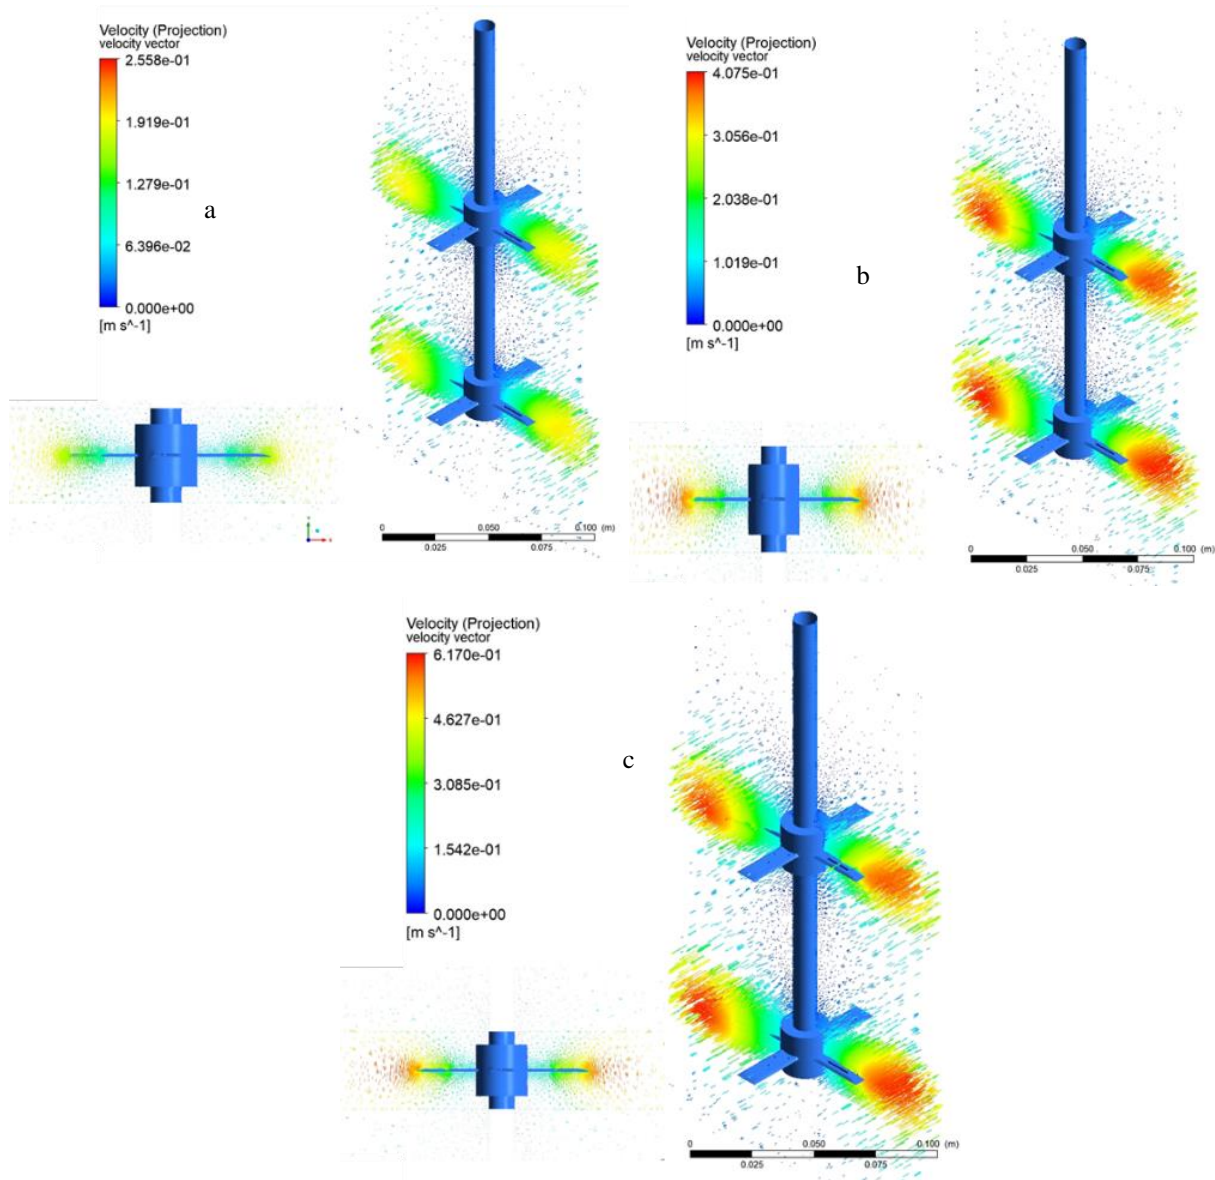 Velocity (Projection)
velocity vector
2.558e-01
1.919e-01
1.279e-01
6.396e-02
0.000e+00
[m s^-1]
a
0 0.050 0.100 (m)
0.025 0.075
Velocity (Projection)
velocity vector
4.075e-01
3.056e-01
2.038e-01
1.019e-01
0.000e+00
[m s^-1]
b
0 0.050 0.100 (m)
0.025 0.075
Velocity (Projection)
velocity vector
6.170e-01
4.627e-01
3.085e-01
1.542e-01
0.000e+00
[m s^-1]
c
0 0.050 0.100 (m)
0.025 0.075